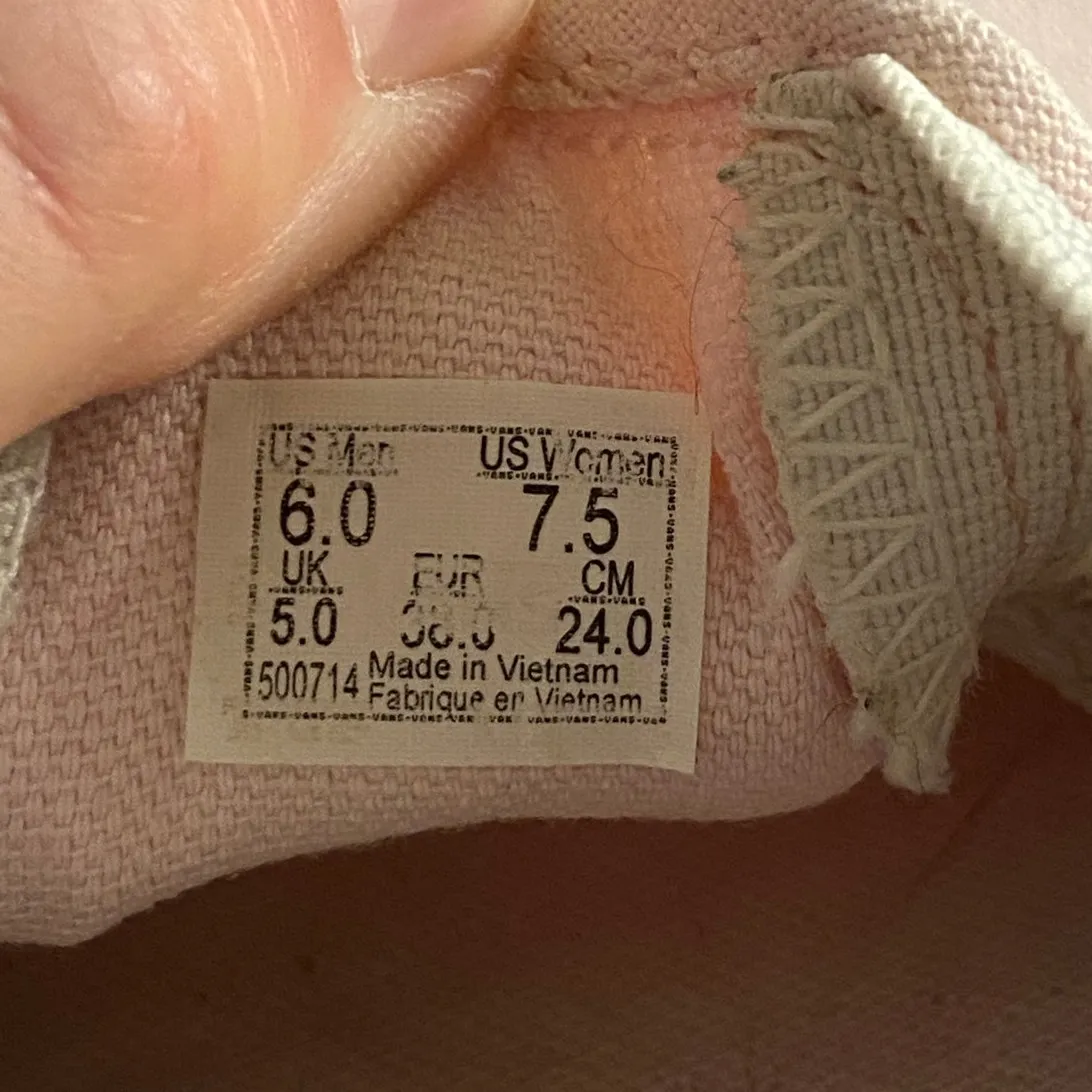 US Men US Women
6.0 7.5
UK EUR CM
5.0 24.0
500714 Made in Vietnam
Fabrique en Vietnam